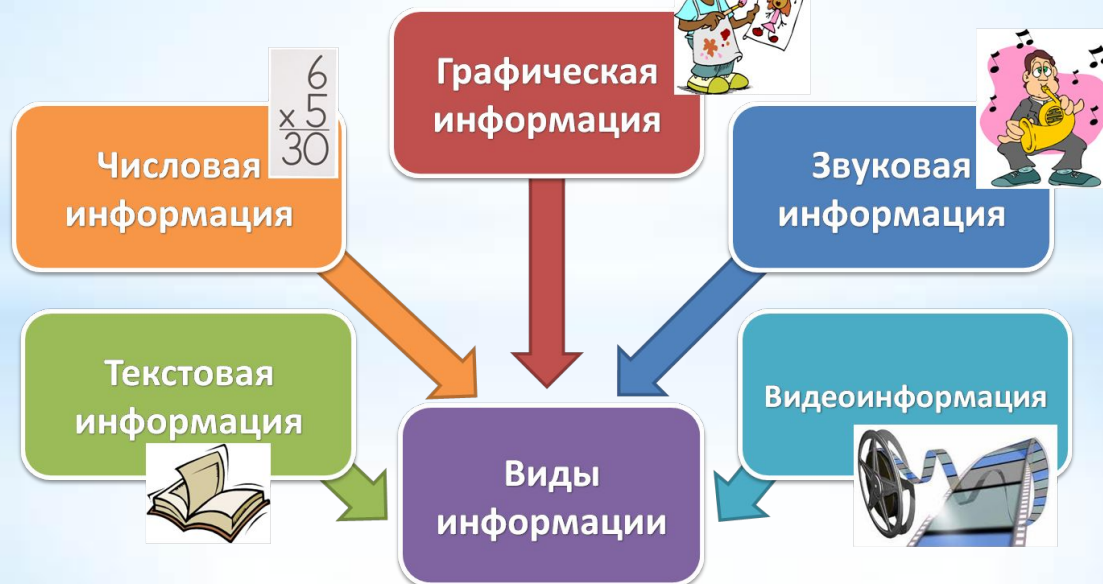 Графическая
информация
6
x 5
30
Числовая
информация
Звуковая
информация
Текстовая
информация
Видеоинформация
Виды
информации